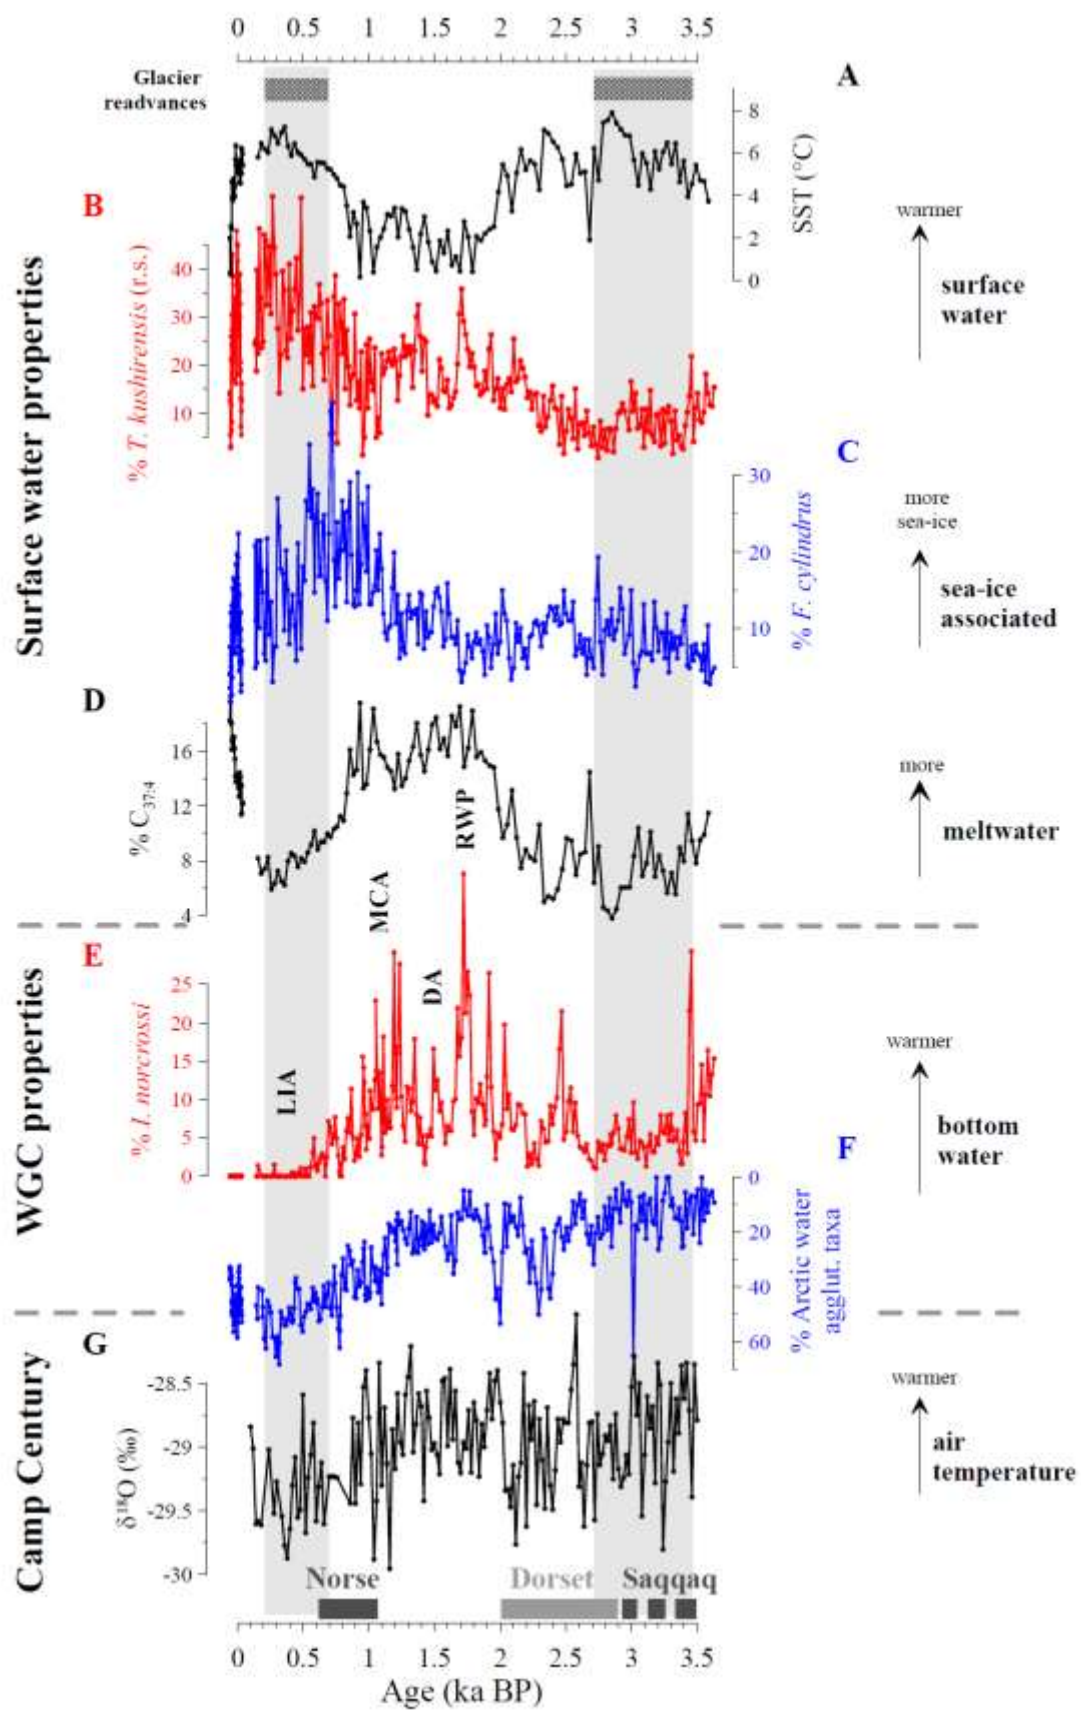 0 0.5 1 1.5 2 2.5 3 3.5
Glacier
readvances
A
8
6
4
2
0
SST (°C)
warmer
surface
water
B
40
30
20
10
% T. kushirensis (r.s.)
Surface water properties
C
30
20
10
% F. cylindrus
more
sea-ice
sea-ice
associated
D
16
12
8
4
% C37:4
more
meltwater
RWP
MCA
DA
LIA
E
25
20
15
10
5
0
% I. norcrossi
WGC properties
warmer
bottom
water
F
0
20
40
60
% Arctic water
agglut. taxa
G
-28.5
-29
-29.5
-30
δ18O (‰)
Camp Century
warmer
air
temperature
Norse Dorset Saqqaq
0 0.5 1 1.5 2 2.5 3 3.5
Age (ka BP)